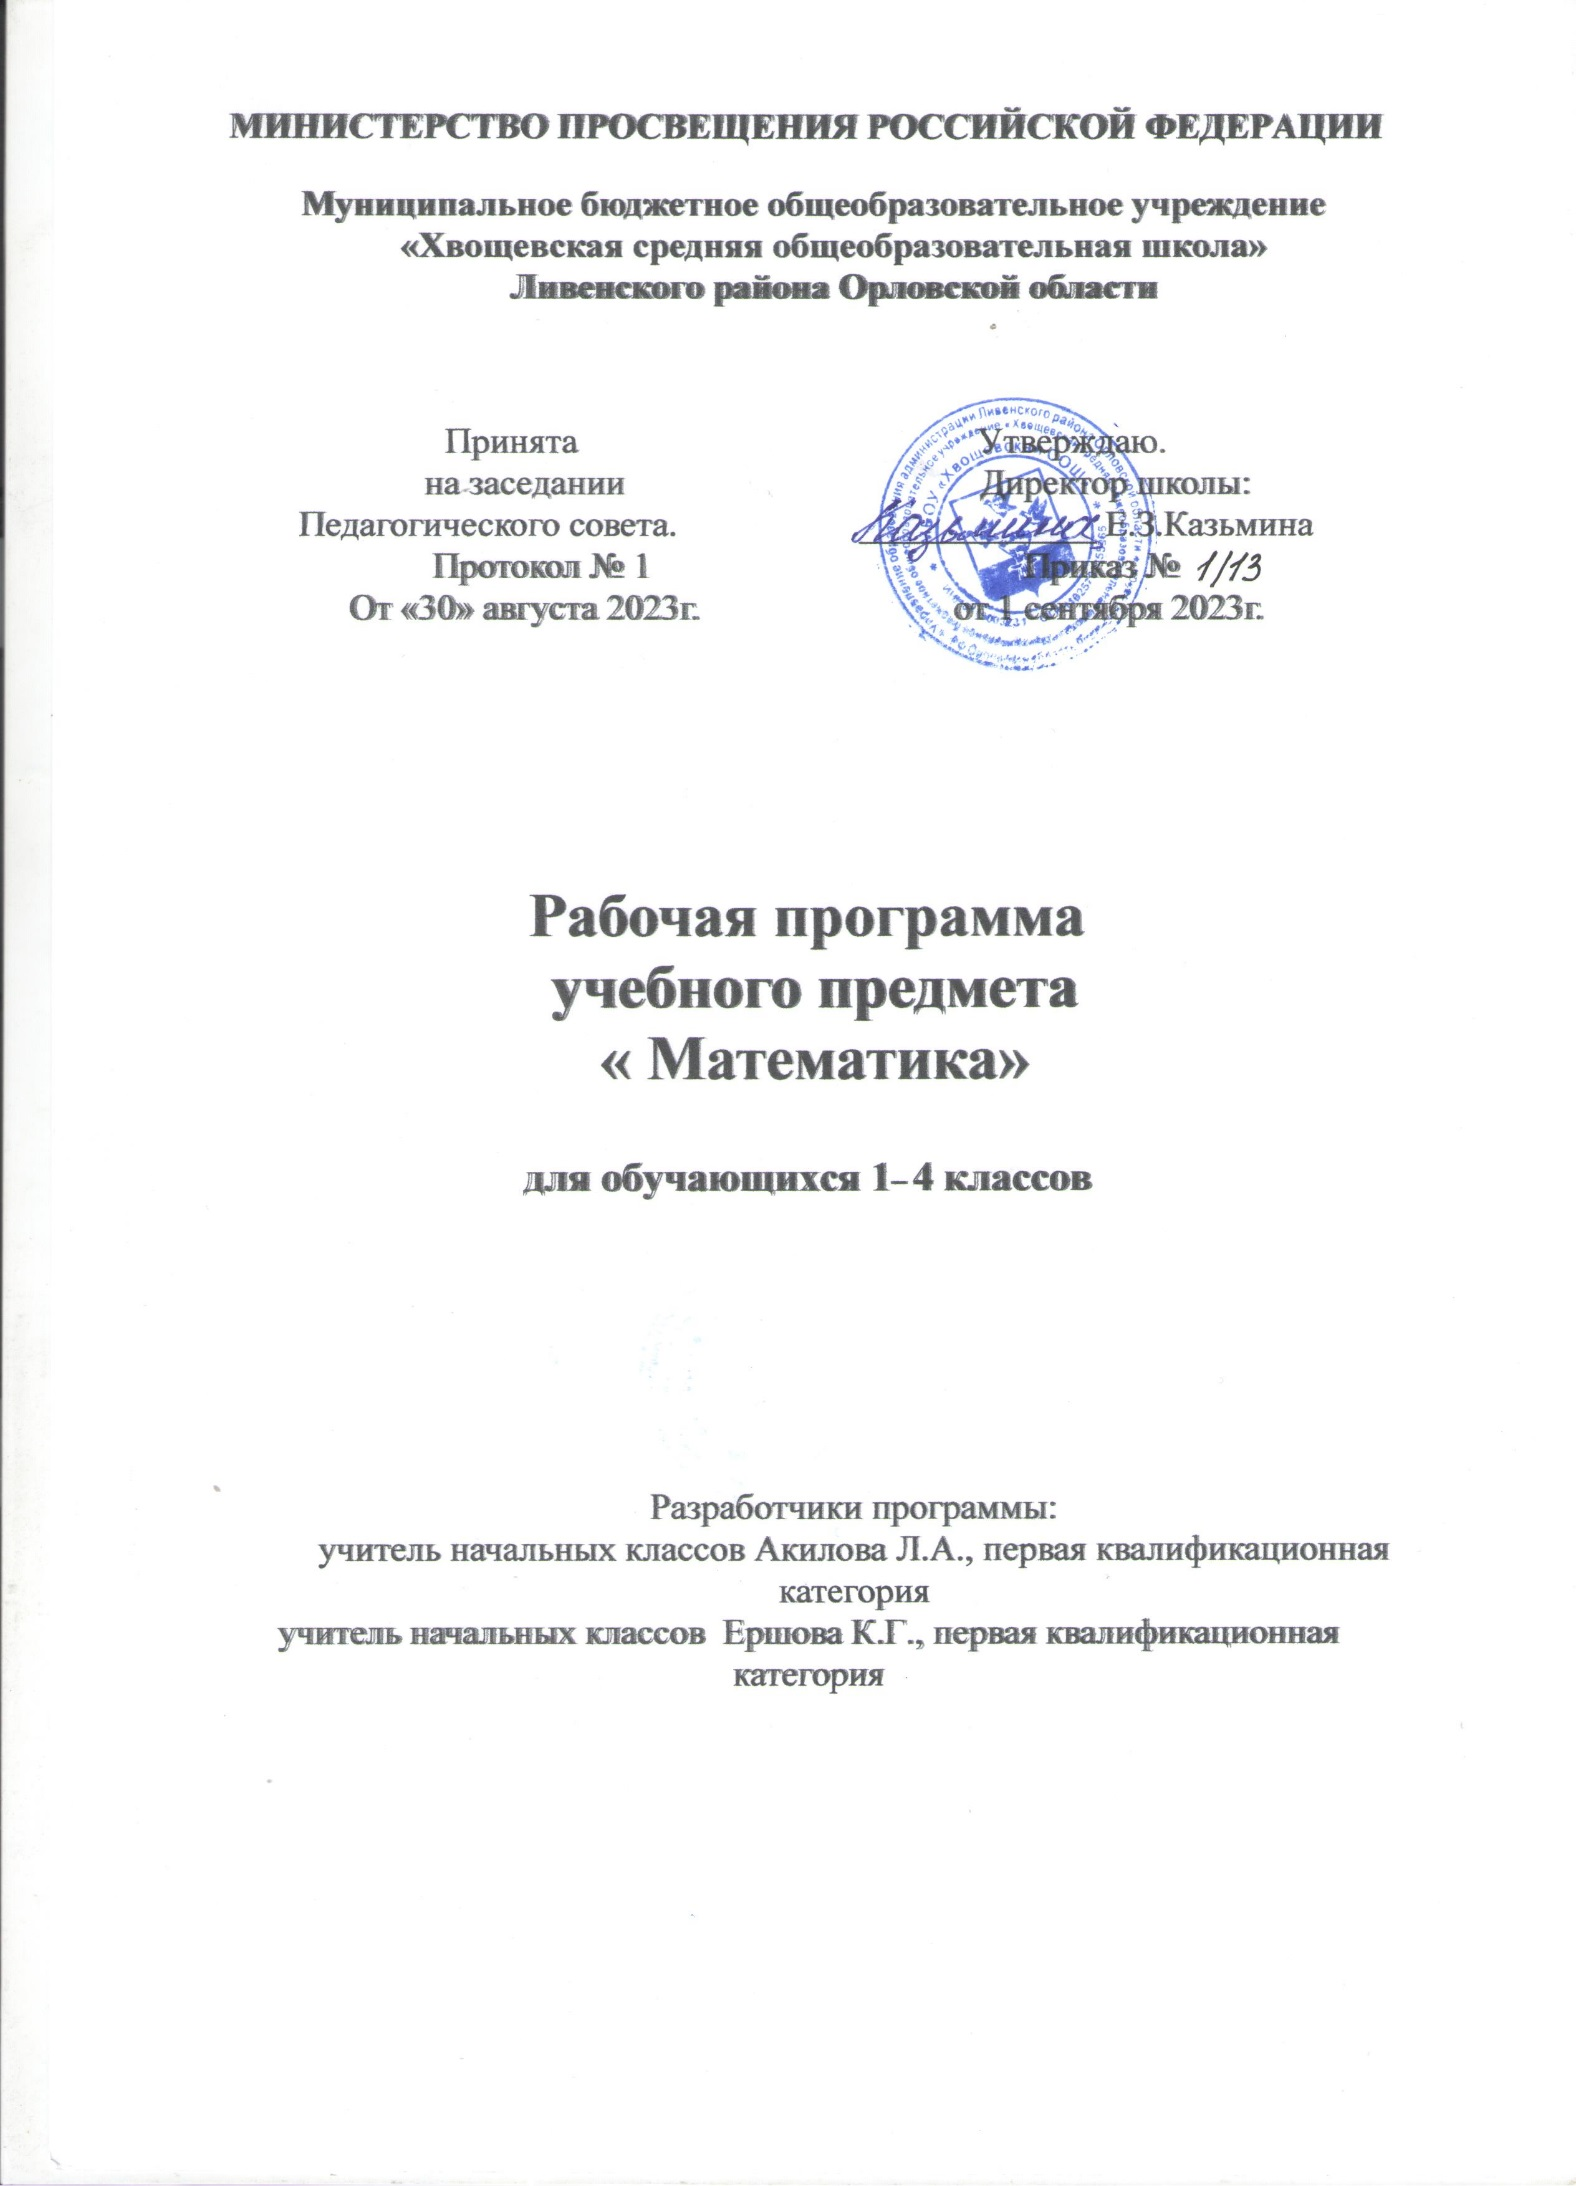 МИНИСТЕРСТВО ПРОСВЕЩЕНИЯ РОССИЙСКОЙ ФЕДЕРАЦИИ
Муниципальное бюджетное общеобразовательное учреждение
«Хвощевская средняя общеобразовательная школа»
Ливенского района Орловской области
Принята
на заседании
Педагогического совета.
Протокол № 1
От «30» августа 2023г.
Утверждаю.
Директор школы:
Казьмина Е.З.Казьмина
Приказ № 1/13
от 1 сентября 2023г.
Рабочая программа
учебного предмета
« Математика»
для обучающихся 1– 4 классов
Разработчики программы:
учитель начальных классов Акилова Л.А., первая квалификационная
категория
учитель начальных классов Ершова К.Г., первая квалификационная
категория